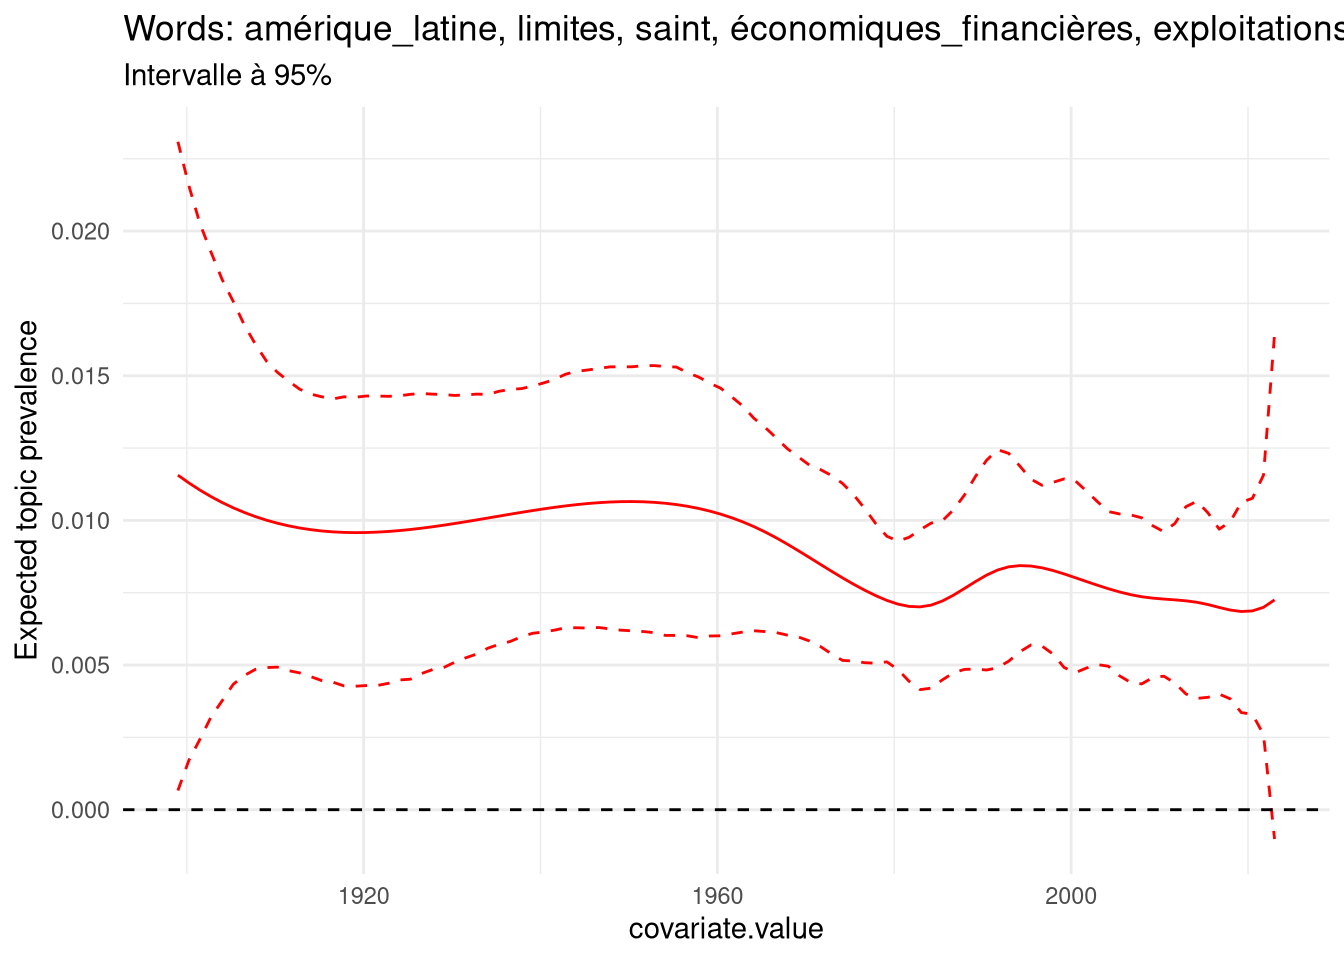 Words: amérique_latine, limites, saint, économiques_financières, exploitations
Intervalle à 95%
Expected topic prevalence
0.020
0.015
0.010
0.005
0.000
1920
1960
2000
covariate.value